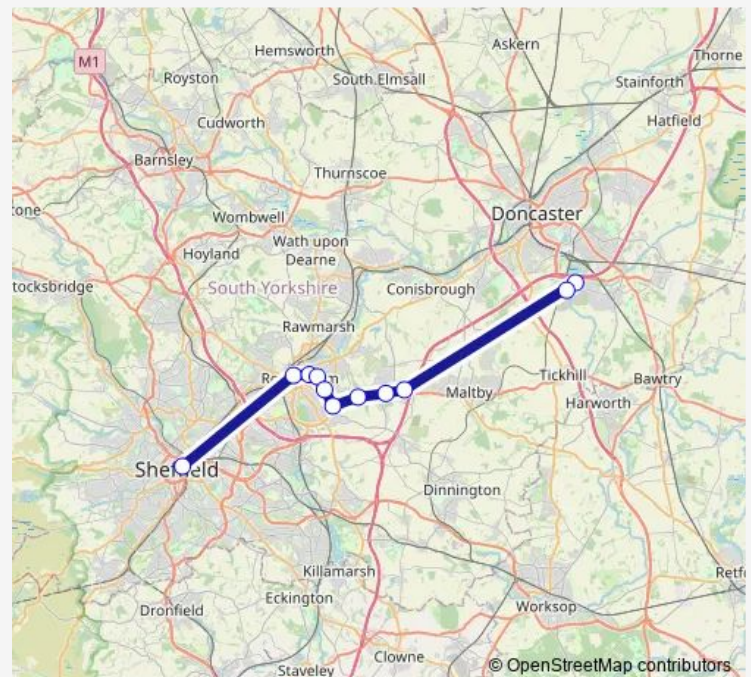 Askern
Thorne
Hemsworth
M1
Royston
South Elmsall
Stainforth
Cudworth
Hatfield
Barnsley
Thurnscoe
Wombwell
Doncaster
Wath upon
Dearne
Hoyland
South Yorkshire
Conisbrough
Rawmarsh
Tickhill
Bawtry
Maltby
Harworth
Sheffield
Dinnington
Killamarsh
Eckington
Worksop
Dronfield
Clowne
Staveley
© OpenStreetMap contributors